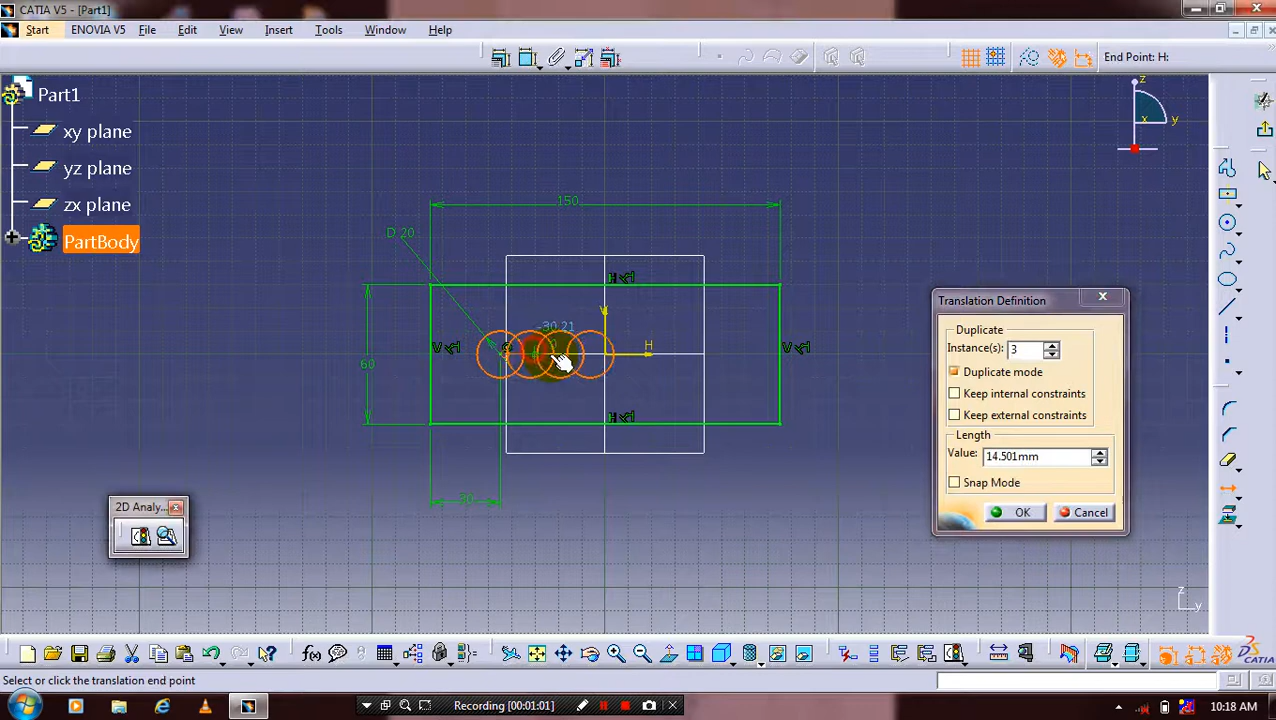 CATIA V5 - [Part1]
Start ENOVIA V5 File Edit View Insert Tools Window Help
End Point: H:
Part1
xy plane
yz plane
zx plane
PartBody
z
x y
150
D 20
H
-30.21
V
H
V
V
60
H
30
Translation Definition
Duplicate
Instance(s): 3
Duplicate mode
Keep internal constraints
Keep external constraints
Length
Value: 14.501mm
Snap Mode
OK Cancel
2D Analy...
z
y
f(x)
CATIA
Select or click the translation end point
Recording [00:01:01]
10:18 AM